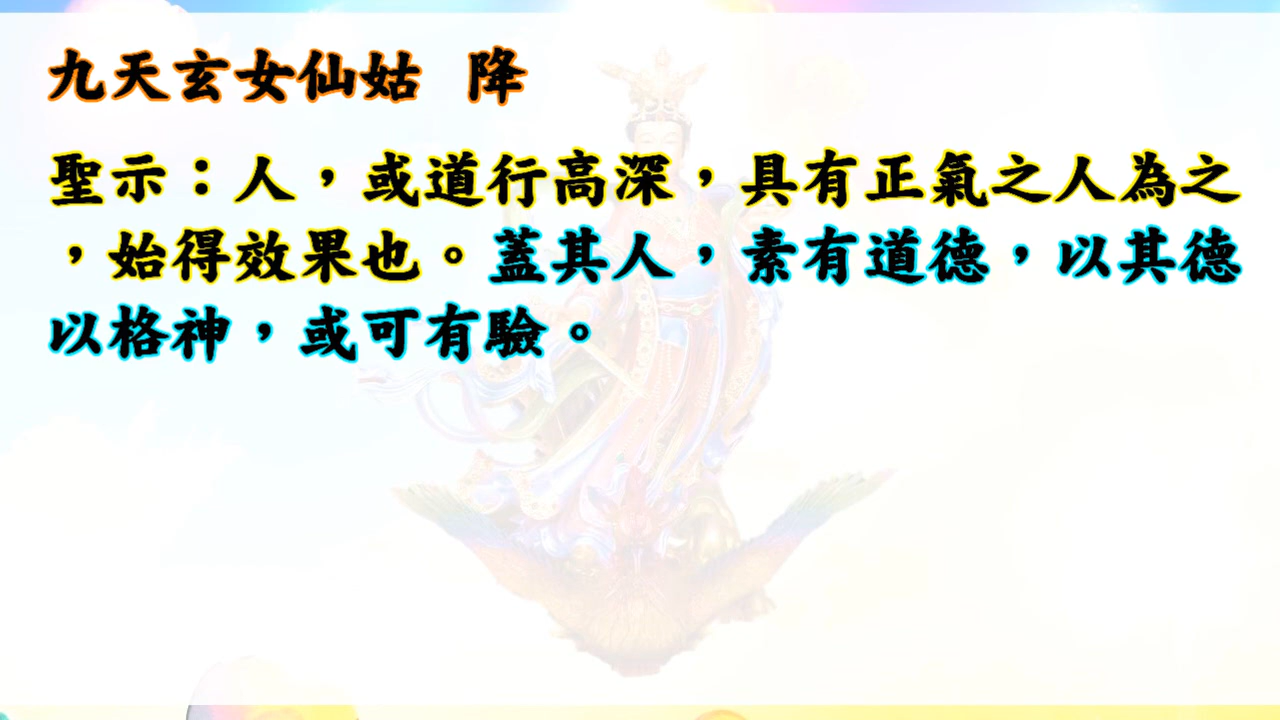 九天玄女仙姑 降
聖示：人，或道行高深，具有正氣之人為之
，始得效果也。蓋其人，素有道德，以其德
以格神，或可有驗。